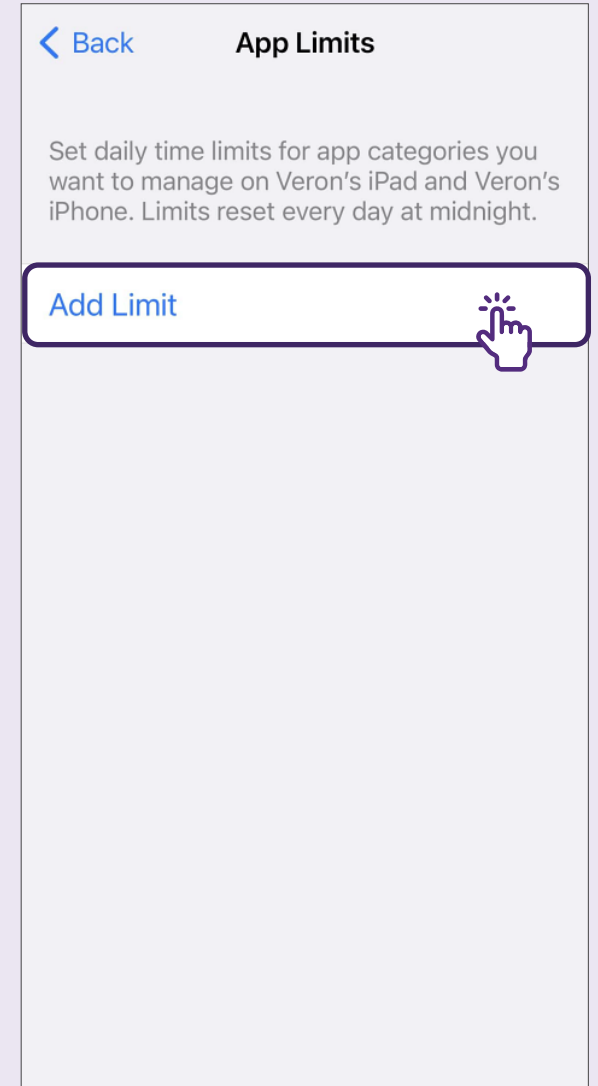 Back
App Limits
Set daily time limits for app categories you
want to manage on Veron’s iPad and Veron’s
iPhone. Limits reset every day at midnight.
Add Limit